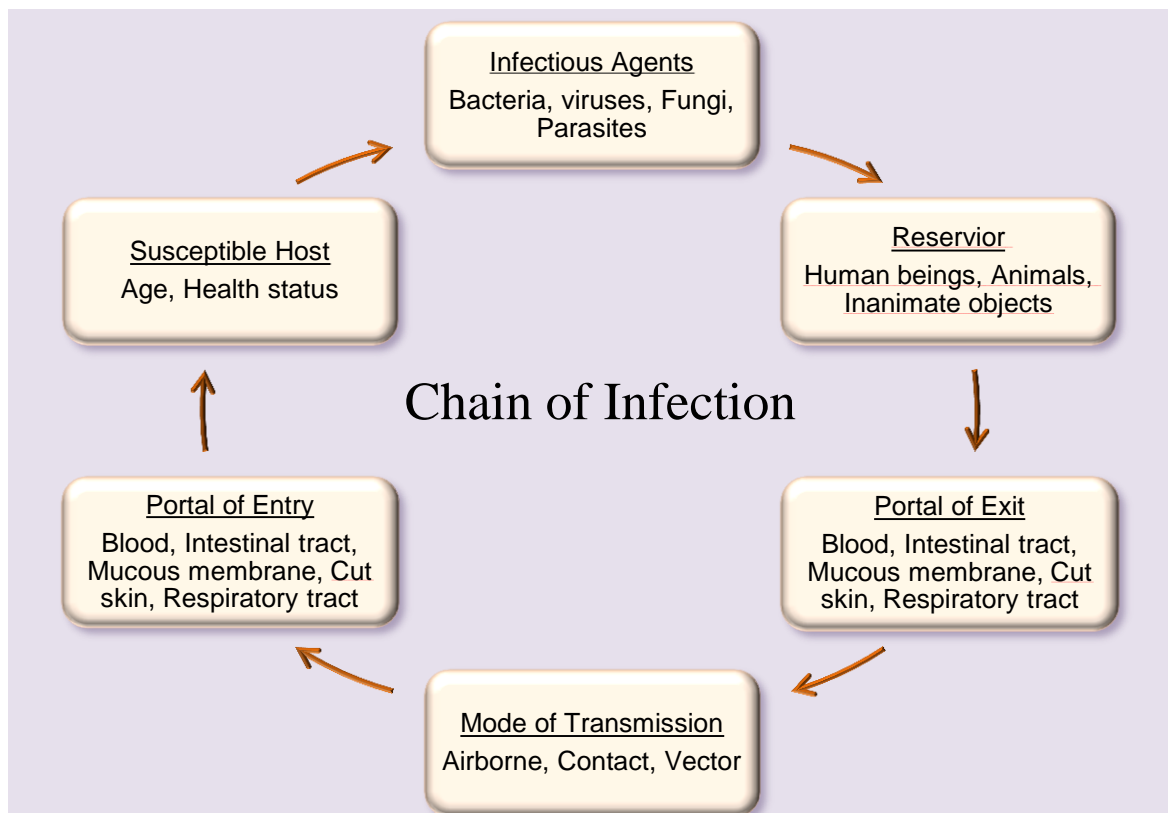 Infectious Agents
Bacteria, viruses, Fungi,
Parasites
Reservior
Human beings, Animals,
Inanimate objects
Portal of Exit
Blood, Intestinal tract,
Mucous membrane, Cut
skin, Respiratory tract
Mode of Transmission
Airborne, Contact, Vector
Portal of Entry
Blood, Intestinal tract,
Mucous membrane, Cut
skin, Respiratory tract
Susceptible Host
Age, Health status
Chain of Infection